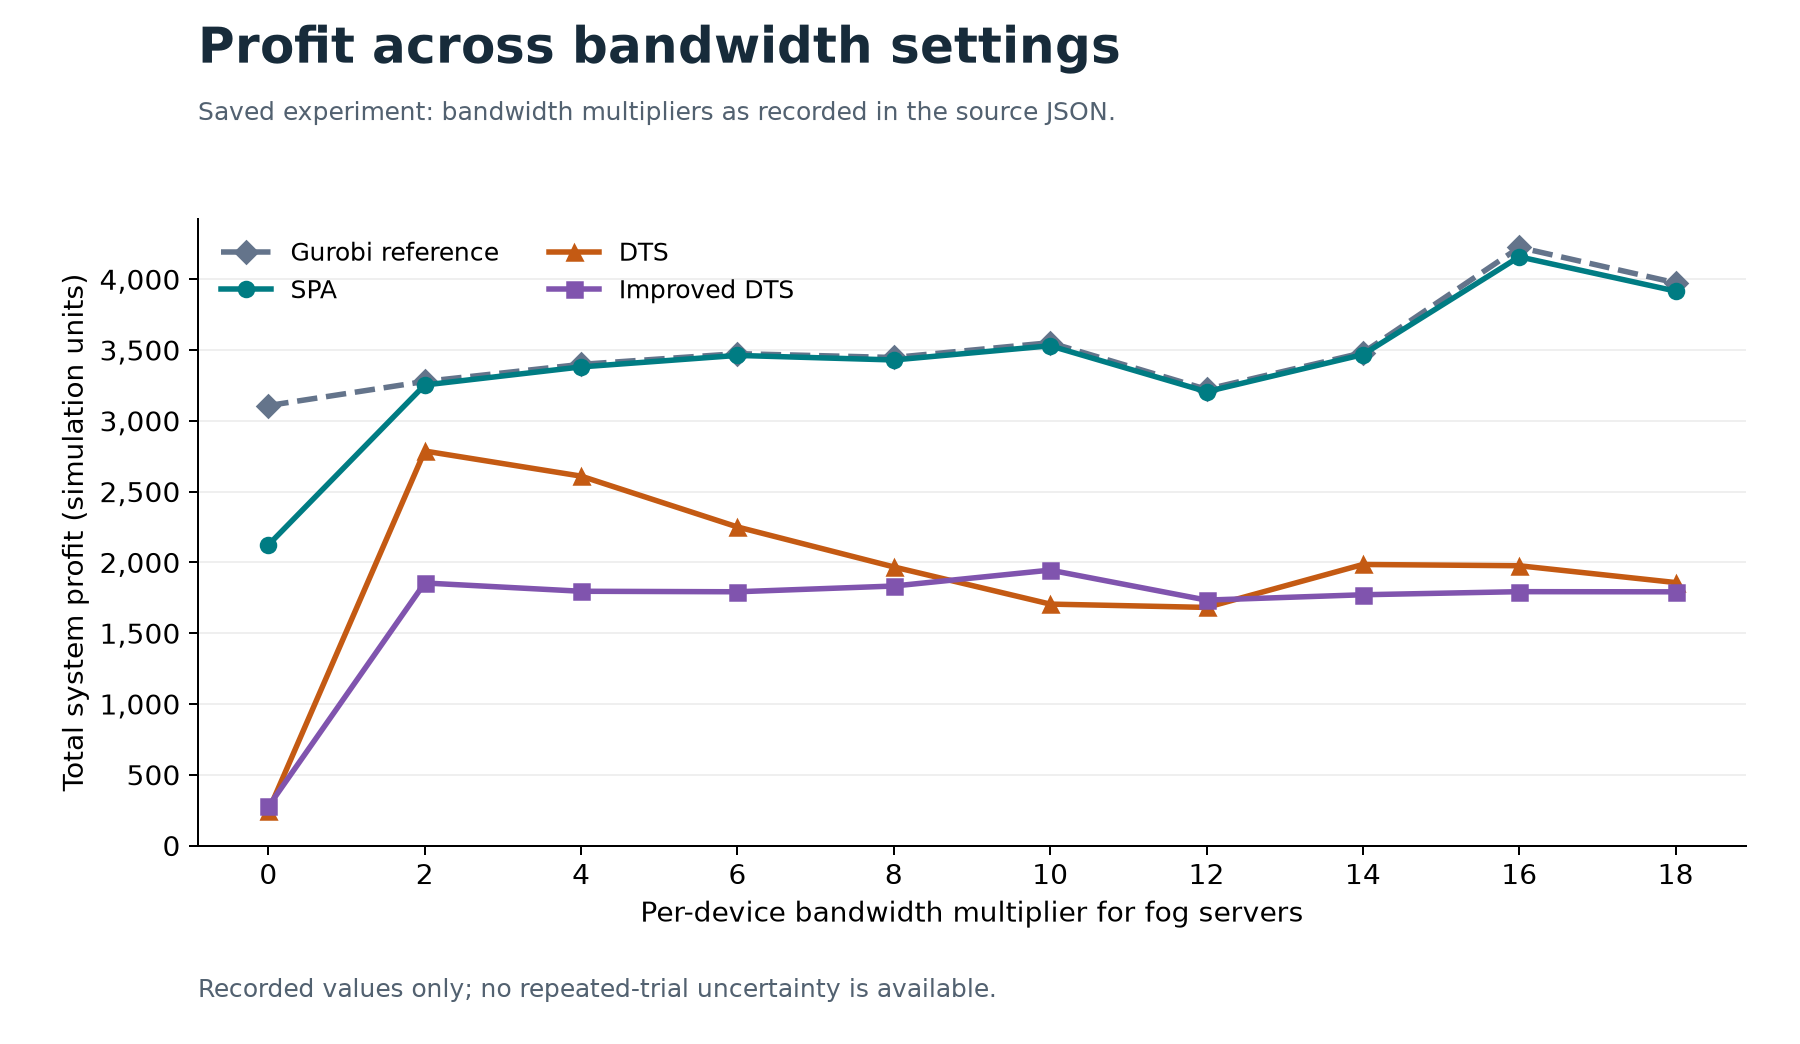 Profit across bandwidth settings
Saved experiment: bandwidth multipliers as recorded in the source JSON.
Gurobi reference
SPA
DTS
Improved DTS
Total system profit (simulation units)
4,000
3,500
3,000
2,500
2,000
1,500
1,000
500
0
0 2 4 6 8 10 12 14 16 18
Per-device bandwidth multiplier for fog servers
Recorded values only; no repeated-trial uncertainty is available.